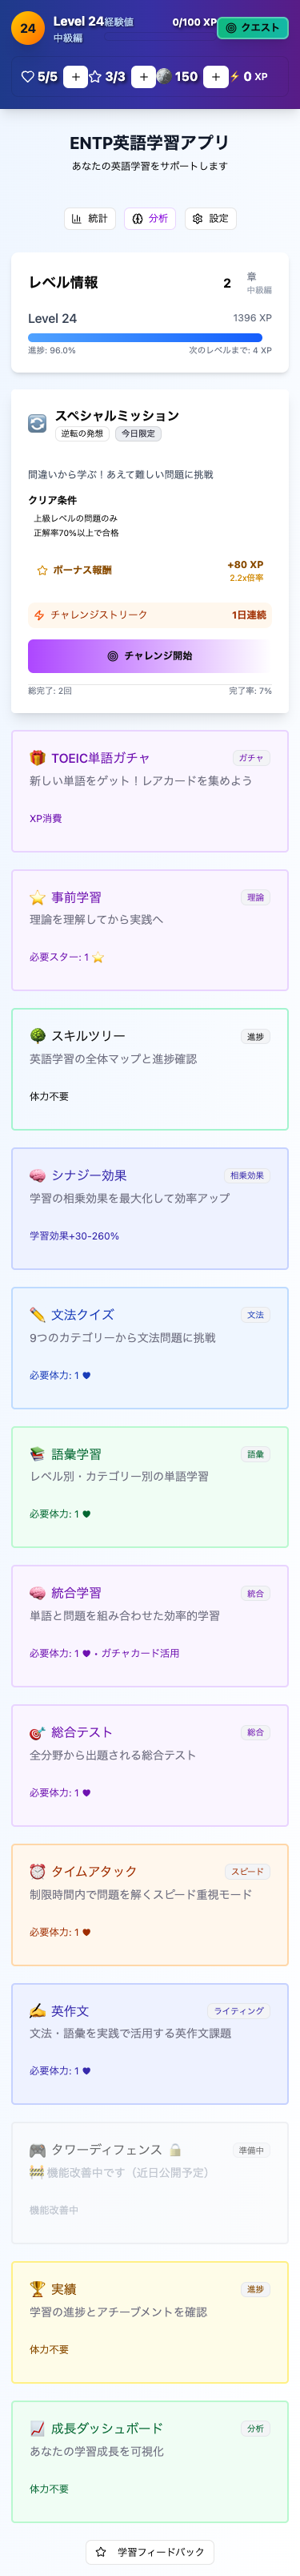 24
Level 24 経験値 0/100 XP
中級編
クエスト
5/5 + 3/3 + 150 + 0 XP
ENTP英語学習アプリ
あなたの英語学習をサポートします
統計 分析 設定
レベル情報 2 章
中級編
Level 24 1396 XP
進捗: 96.0% 次のレベルまで: 4 XP
スペシャルミッション
逆転の発想 今日限定
間違いから学ぶ！あえて難しい問題に挑戦
クリア条件
上級レベルの問題のみ
正解率70%以上で合格
ボーナス報酬 +80 XP
2.2x倍率
チャレンジストリーク 1日連続
チャレンジ開始
総完了: 2回 完了率: 7%
TOEIC単語ガチャ ガチャ
新しい単語をゲット！レアカードを集めよう
XP消費
事前学習 理論
理論を理解してから実践へ
必要スター: 1 ⭐
スキルツリー 進捗
英語学習の全体マップと進捗確認
体力不要
シナジー効果 相乗効果
学習の相乗効果を最大化して効率アップ
学習効果+30-260%
文法クイズ 文法
9つのカテゴリーから文法問題に挑戦
必要体力: 1 ♥
語彙学習 語彙
レベル別・カテゴリー別の単語学習
必要体力: 1 ♥
統合学習 統合
単語と問題を組み合わせた効率的学習
必要体力: 1 ♥ • ガチャカード活用
総合テスト 総合
全分野から出題される総合テスト
必要体力: 1 ♥
タイムアタック スピード
制限時間内で問題を解くスピード重視モード
必要体力: 1 ♥
英作文 ライティング
文法・語彙を実践で活用する英作文課題
必要体力: 1 ♥
タワーディフェンス 準備中
機能改善中です（近日公開予定）
機能改善中
実績 進捗
学習の進捗とアチーブメントを確認
体力不要
成長ダッシュボード 分析
あなたの学習成長を可視化
体力不要
学習フィードバック